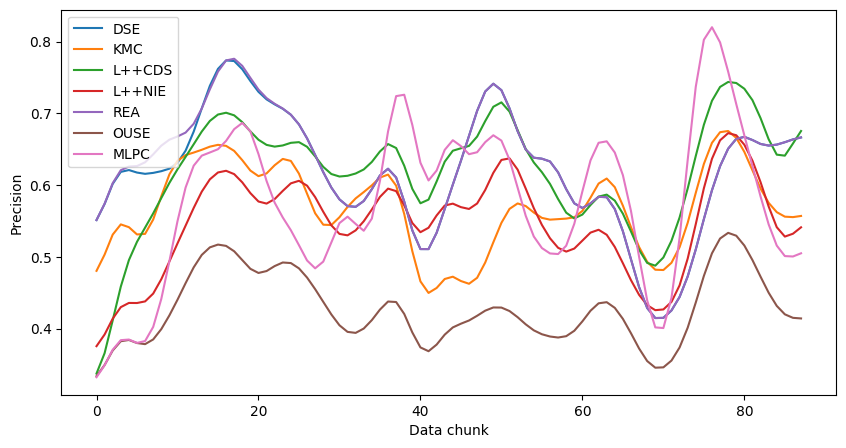 DSE
KMC
L++CDS
L++NIE
REA
OUSE
MLPC
Precision
0.8
0.7
0.6
0.5
0.4
0 20 40 60 80
Data chunk